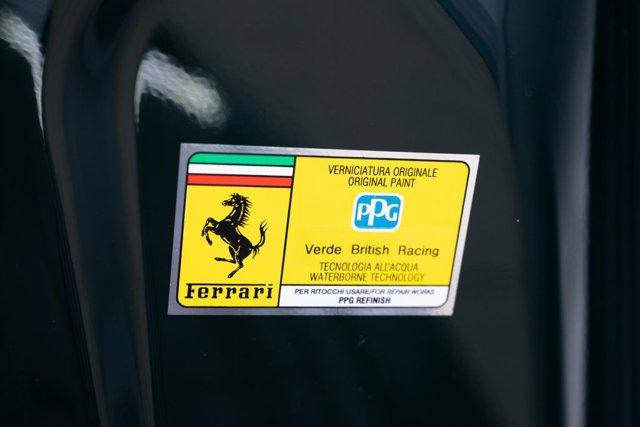 VERNICIATURA ORIGINALE
ORIGINAL PAINT
PPG
Verde British Racing
TECNOLOGIA ALL'ACQUA
WATERBORNE TECHNOLOGY
Ferrari
PER RITOCCHI USARE/FOR REPAIR WORKS
PPG REFINISH